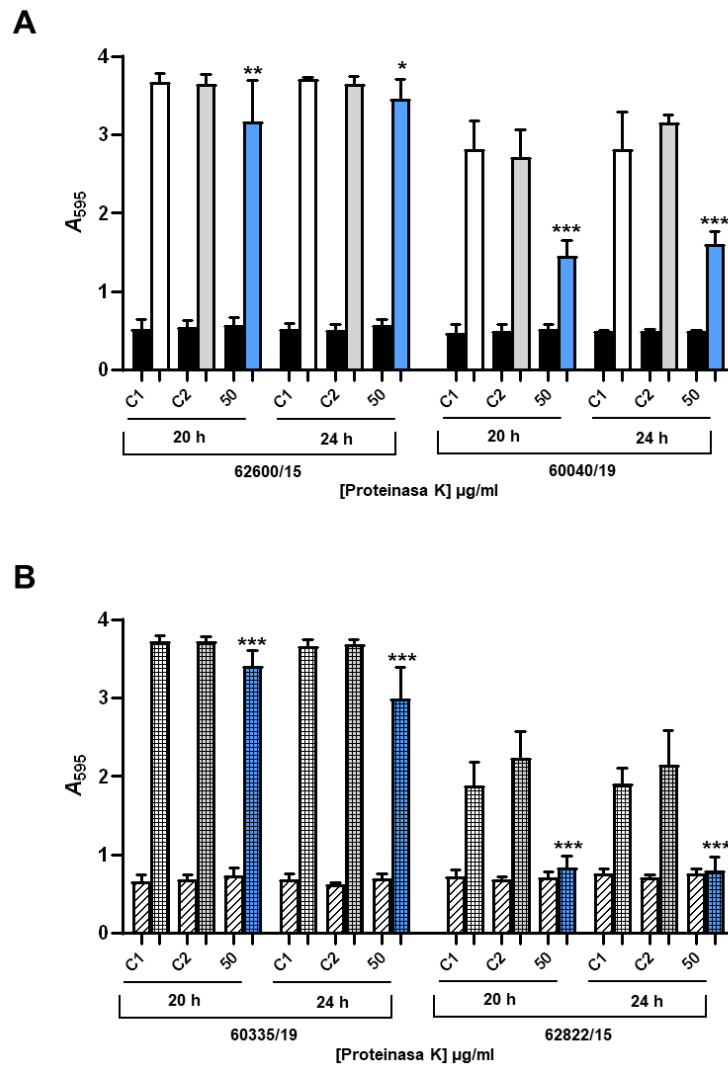 A
4
3
2
1
0
A595
** * *** ***
C1 C2 50 C1 C2 50 C1 C2 50 C1 C2 50
20 h 24 h 20 h 24 h
62600/15 60040/19
[Proteinasa K] µg/ml
B
4
3
2
1
0
A595
*** *** *** ***
C1 C2 50 C1 C2 50 C1 C2 50 C1 C2 50
20 h 24 h 20 h 24 h
60335/19 62822/15
[Proteinasa K] µg/ml